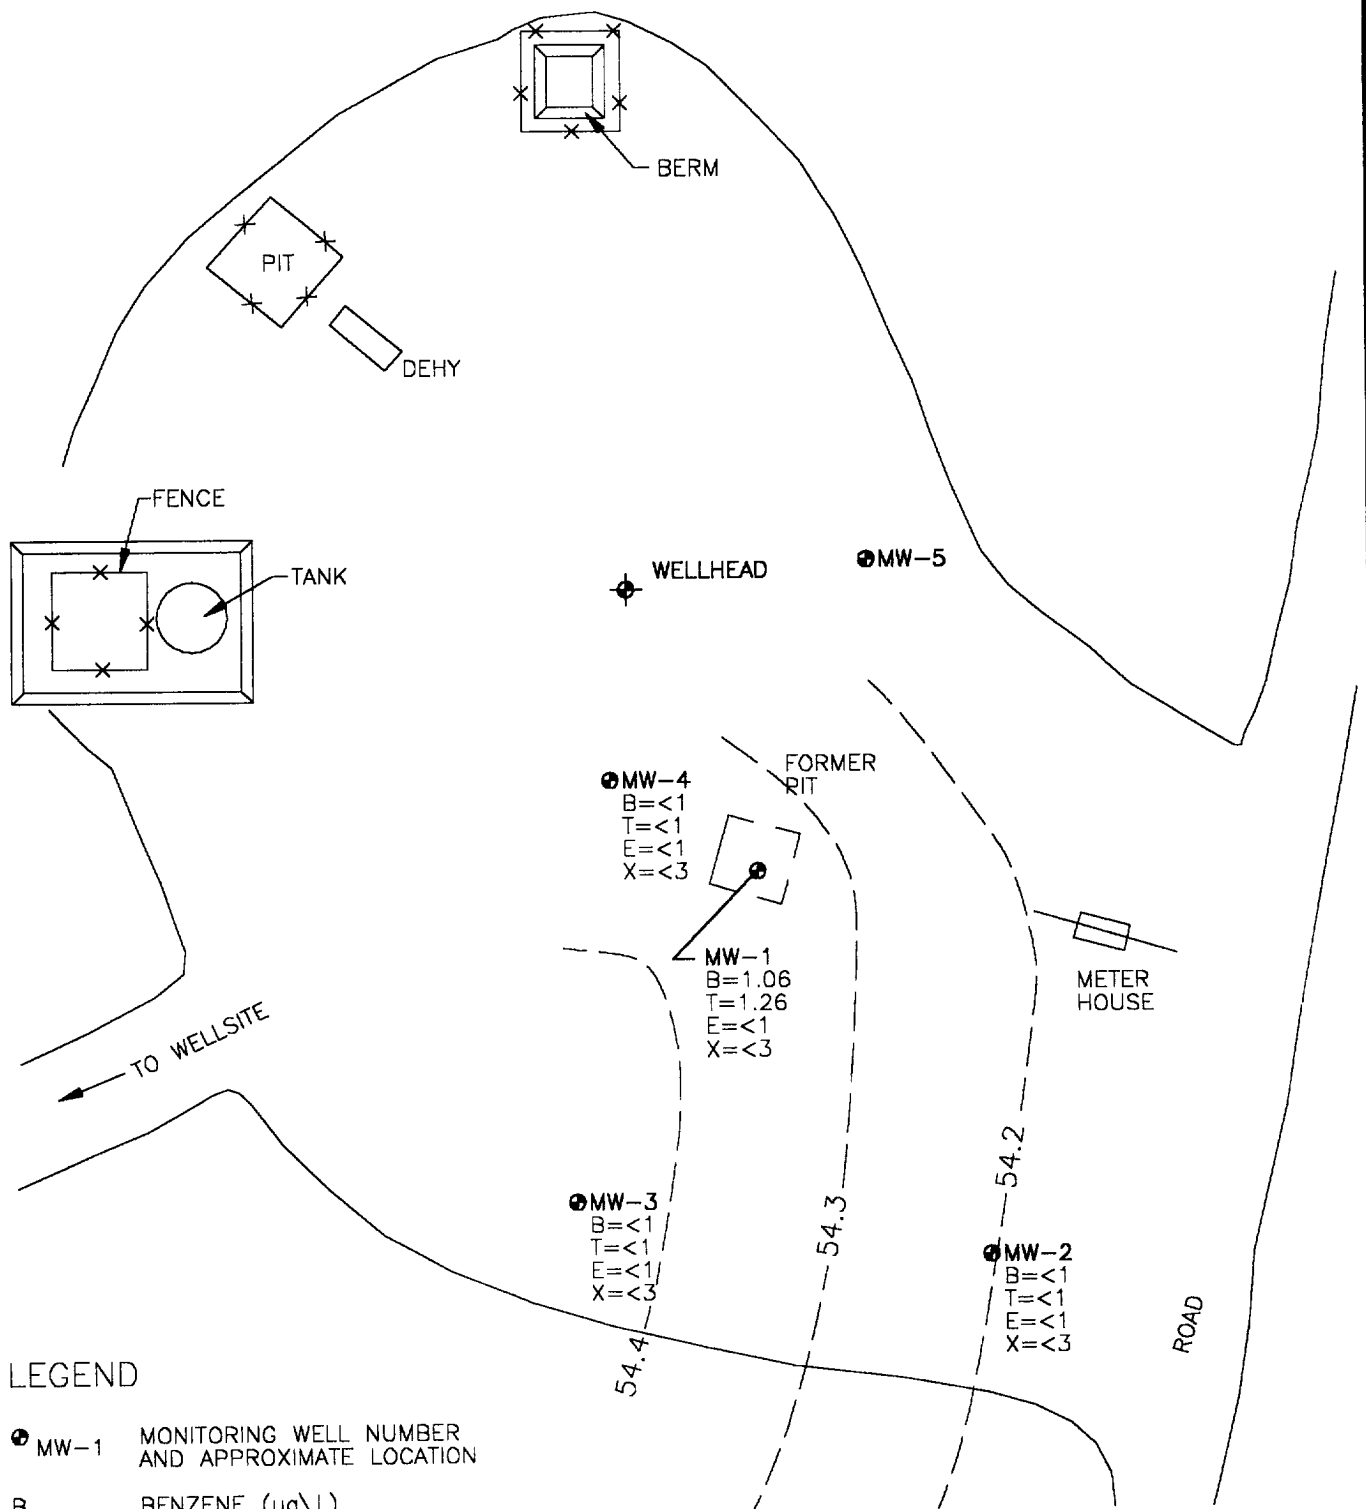 BERM
PIT
DEHY
FENCE
TANK
WELLHEAD
MW-5
FORMER
PIT
MW-4
B=<1
T=<1
E=<1
X=<3
MW-1
B=1.06
T=1.26
E=<1
X=<3
METER
HOUSE
TO WELLSITE
54.2
54.3
MW-3
B=<1
T=<1
E=<1
X=<3
MW-2
B=<1
T=<1
E=<1
X=<3
ROAD
54.4
LEGEND
MW-1 MONITORING WELL NUMBER
AND APPROXIMATE LOCATION
B BENZENE (ug\L)